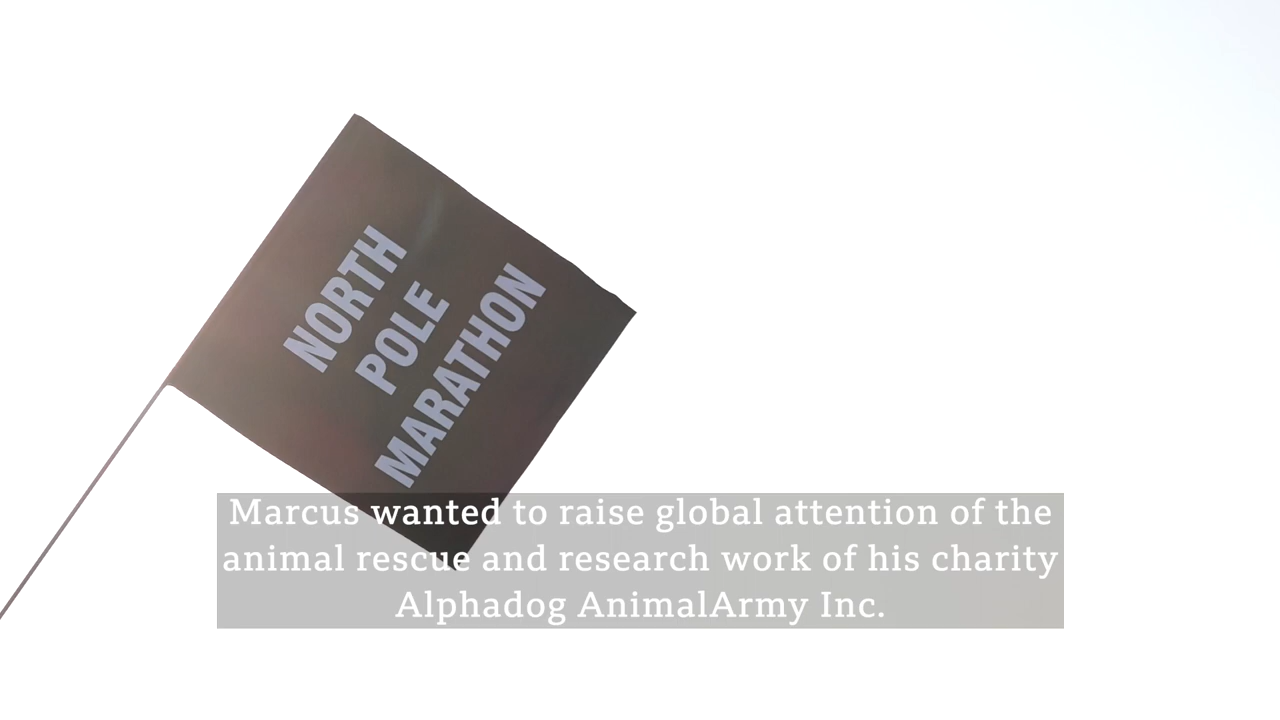 NORTH
POLE
MARATHON
Marcus wanted to raise global attention of the
animal rescue and research work of his charity
Alphadog AnimalArmy Inc.